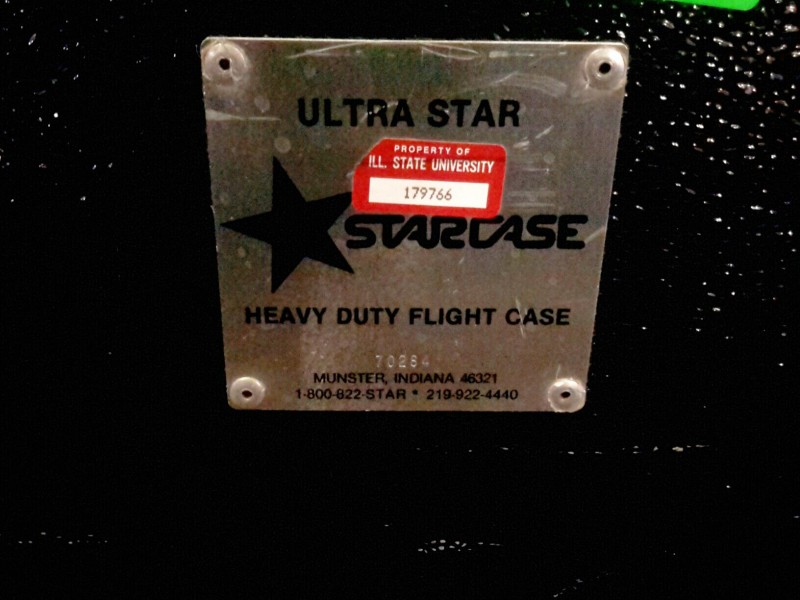 ULTRA STAR
PROPERTY OF
ILL. STATE UNIVERSITY
179766
STARCASE
HEAVY DUTY FLIGHT CASE
70284
MUNSTER, INDIANA 46321
1-800-822-STAR * 219-922-4440